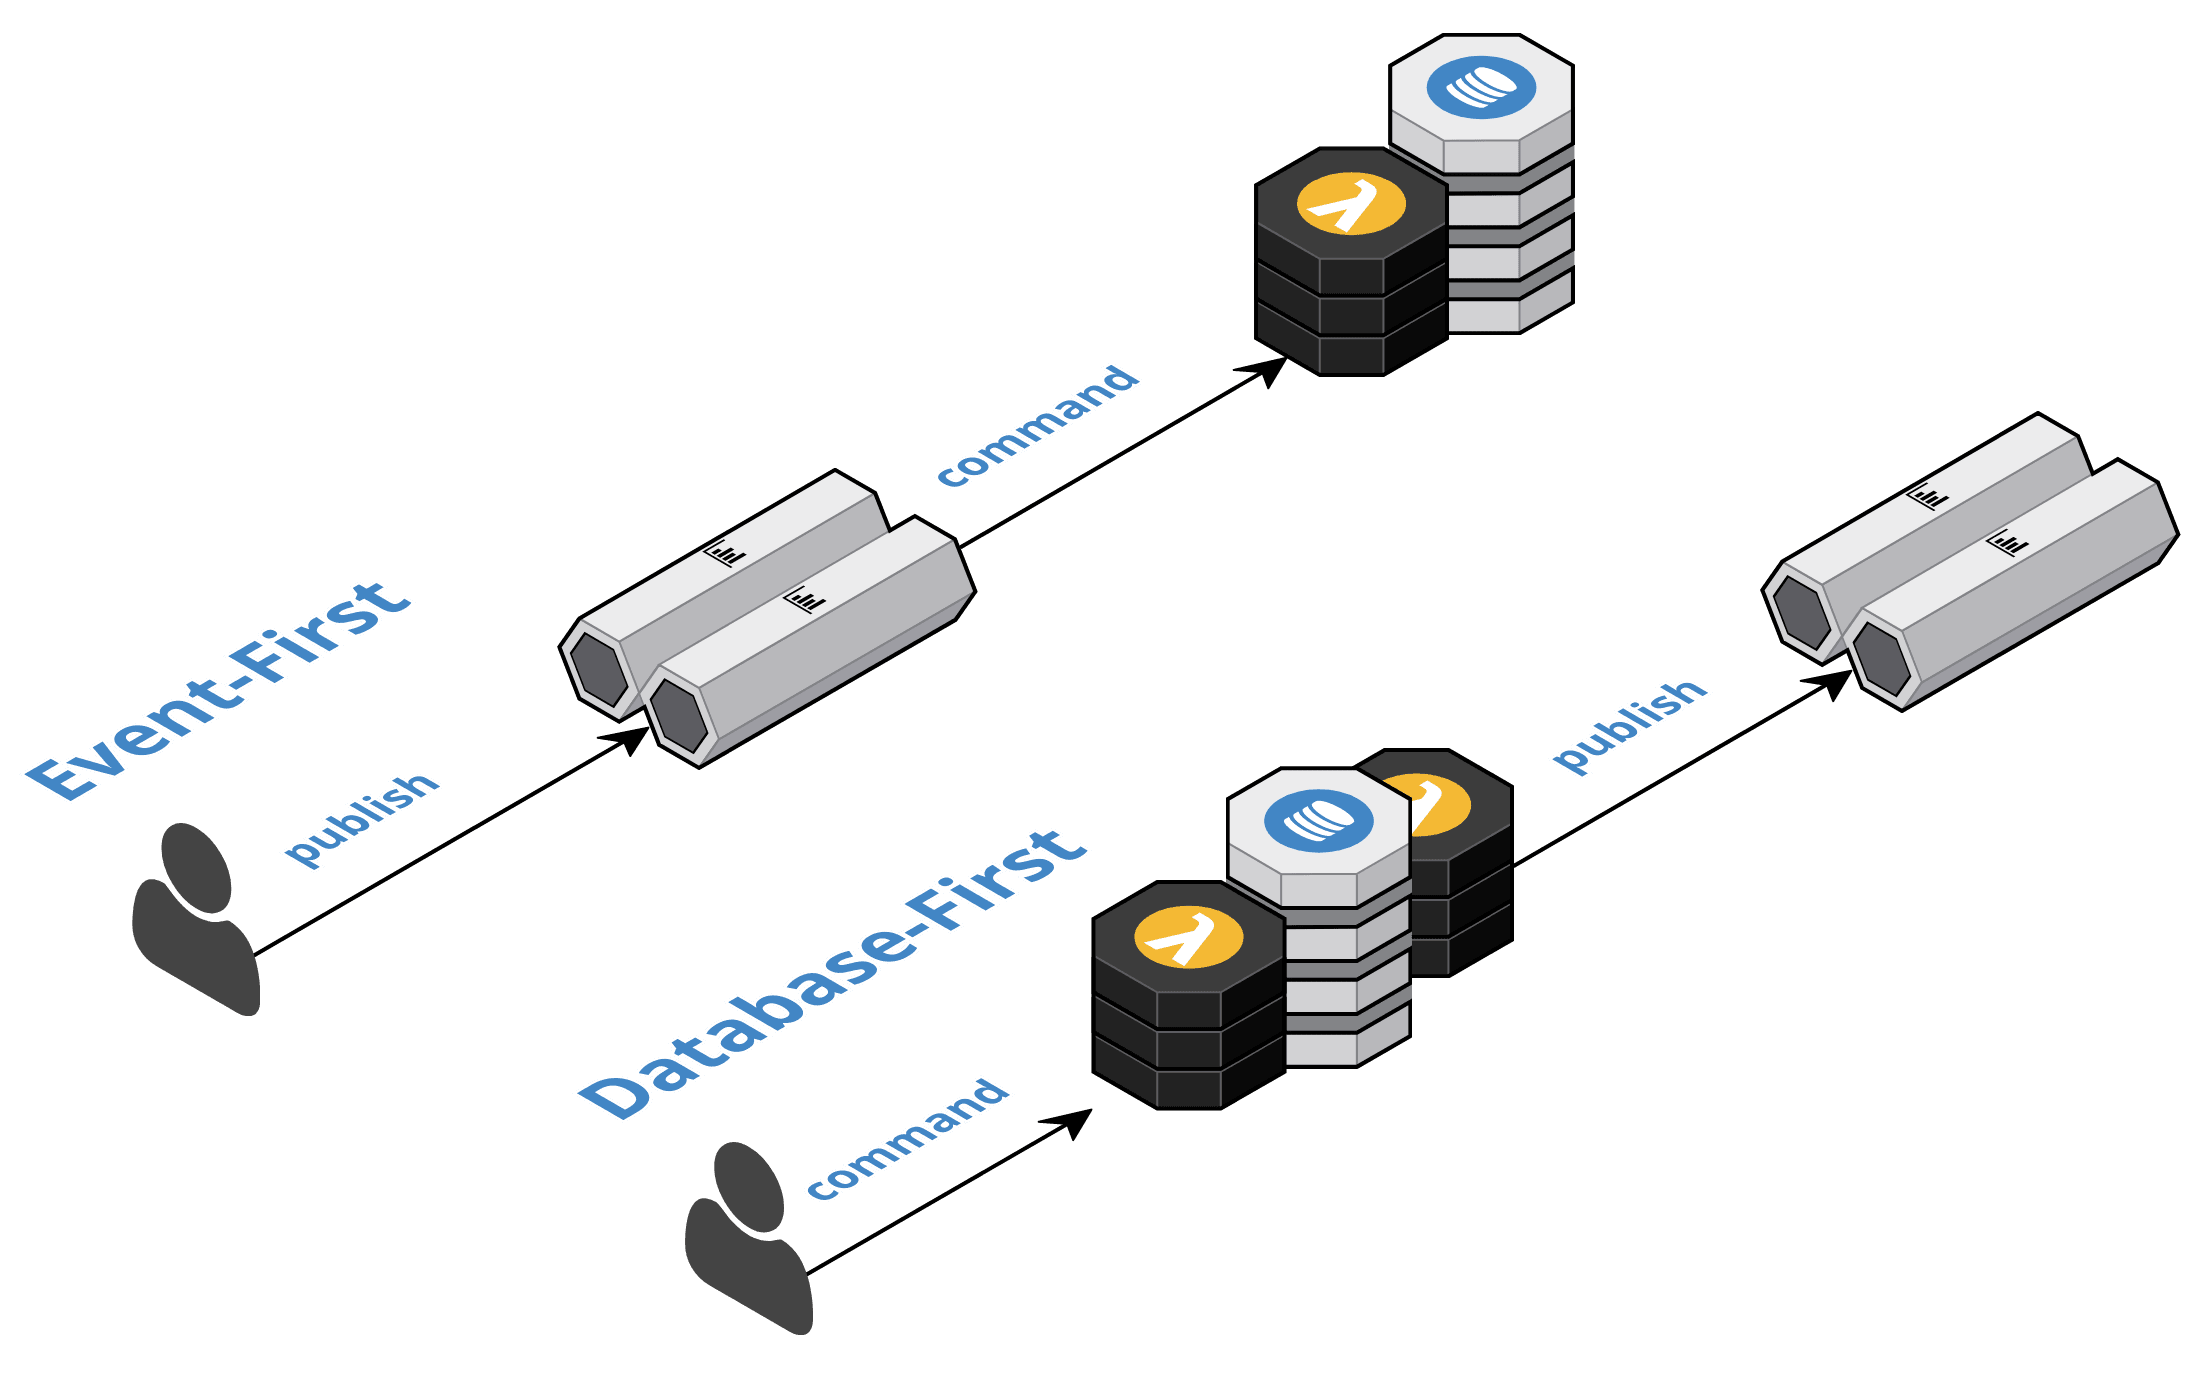 Event-First
publish
command
Database-First
command
publish
λ
λ
λ